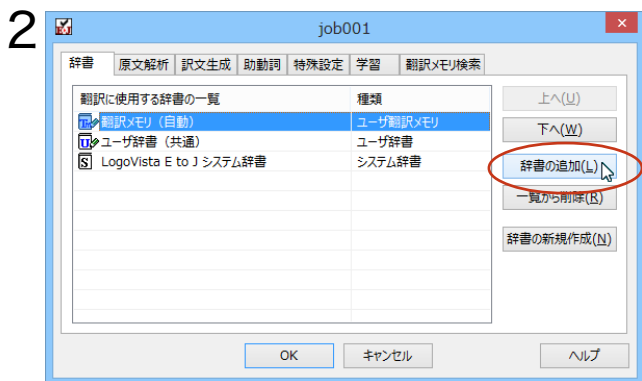 2
job001
辞書 原文解析 訳文生成 助動詞 特殊設定 学習 翻訳メモリ検索
翻訳に使用する辞書の一覧 種類
翻訳メモリ（自動） ユーザ翻訳メモリ
ユーザ辞書（共通） ユーザ辞書
LogoVista E to J システム辞書 システム辞書
上へ(U)
下へ(W)
辞書の追加(L)
一覧から削除(R)
辞書の新規作成(N)
OK キャンセル ヘルプ